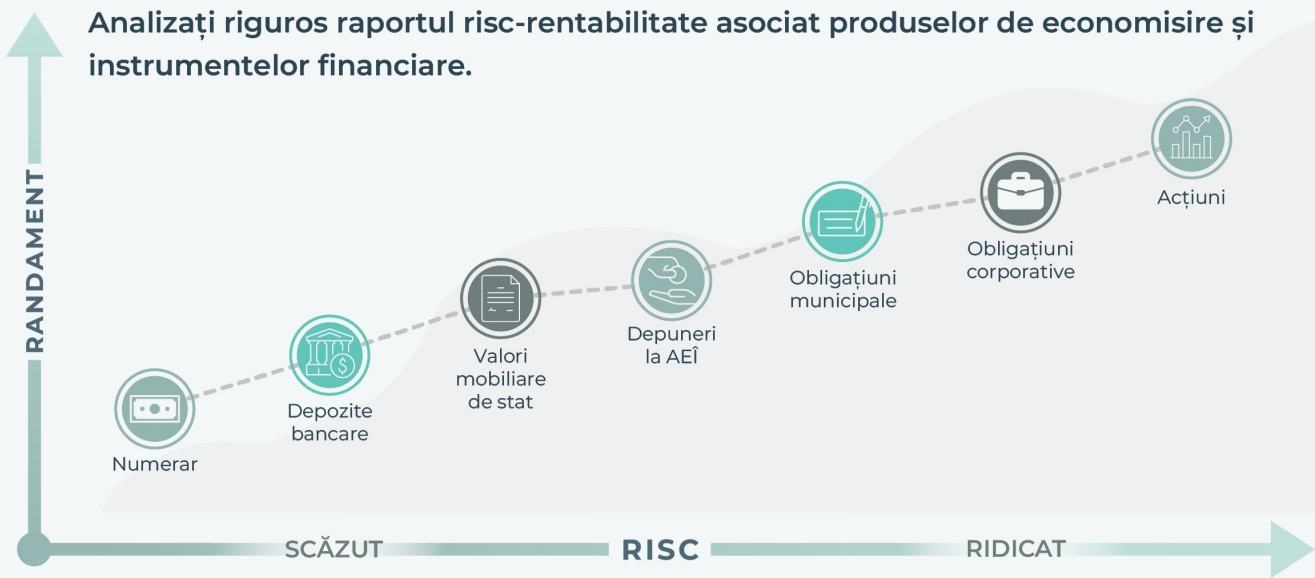 Analizați riguros raportul risc-rentabilitate asociat produselor de economisire și
instrumentelor financiare.
RANDAMENT
Acțiuni
Obligațiuni
corporative
Obligațiuni
municipale
Depuneri
la AEÎ
Valori
mobiliare
de stat
Depozite
bancare
$
Numerar
SCĂZUT
RISC
RIDICAT